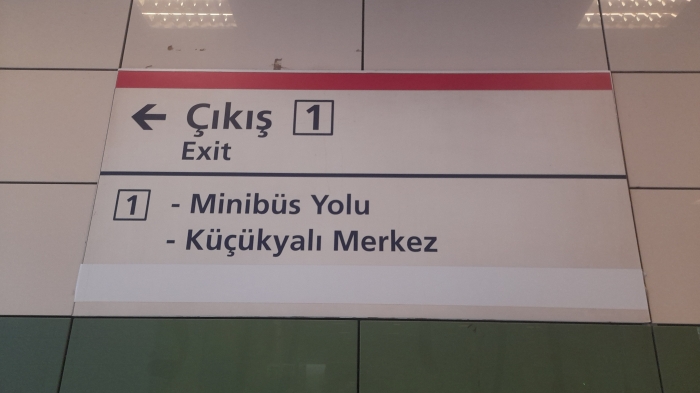 ← Çıkış 1
Exit
1 - Minibüs Yolu
- Küçükyalı Merkez